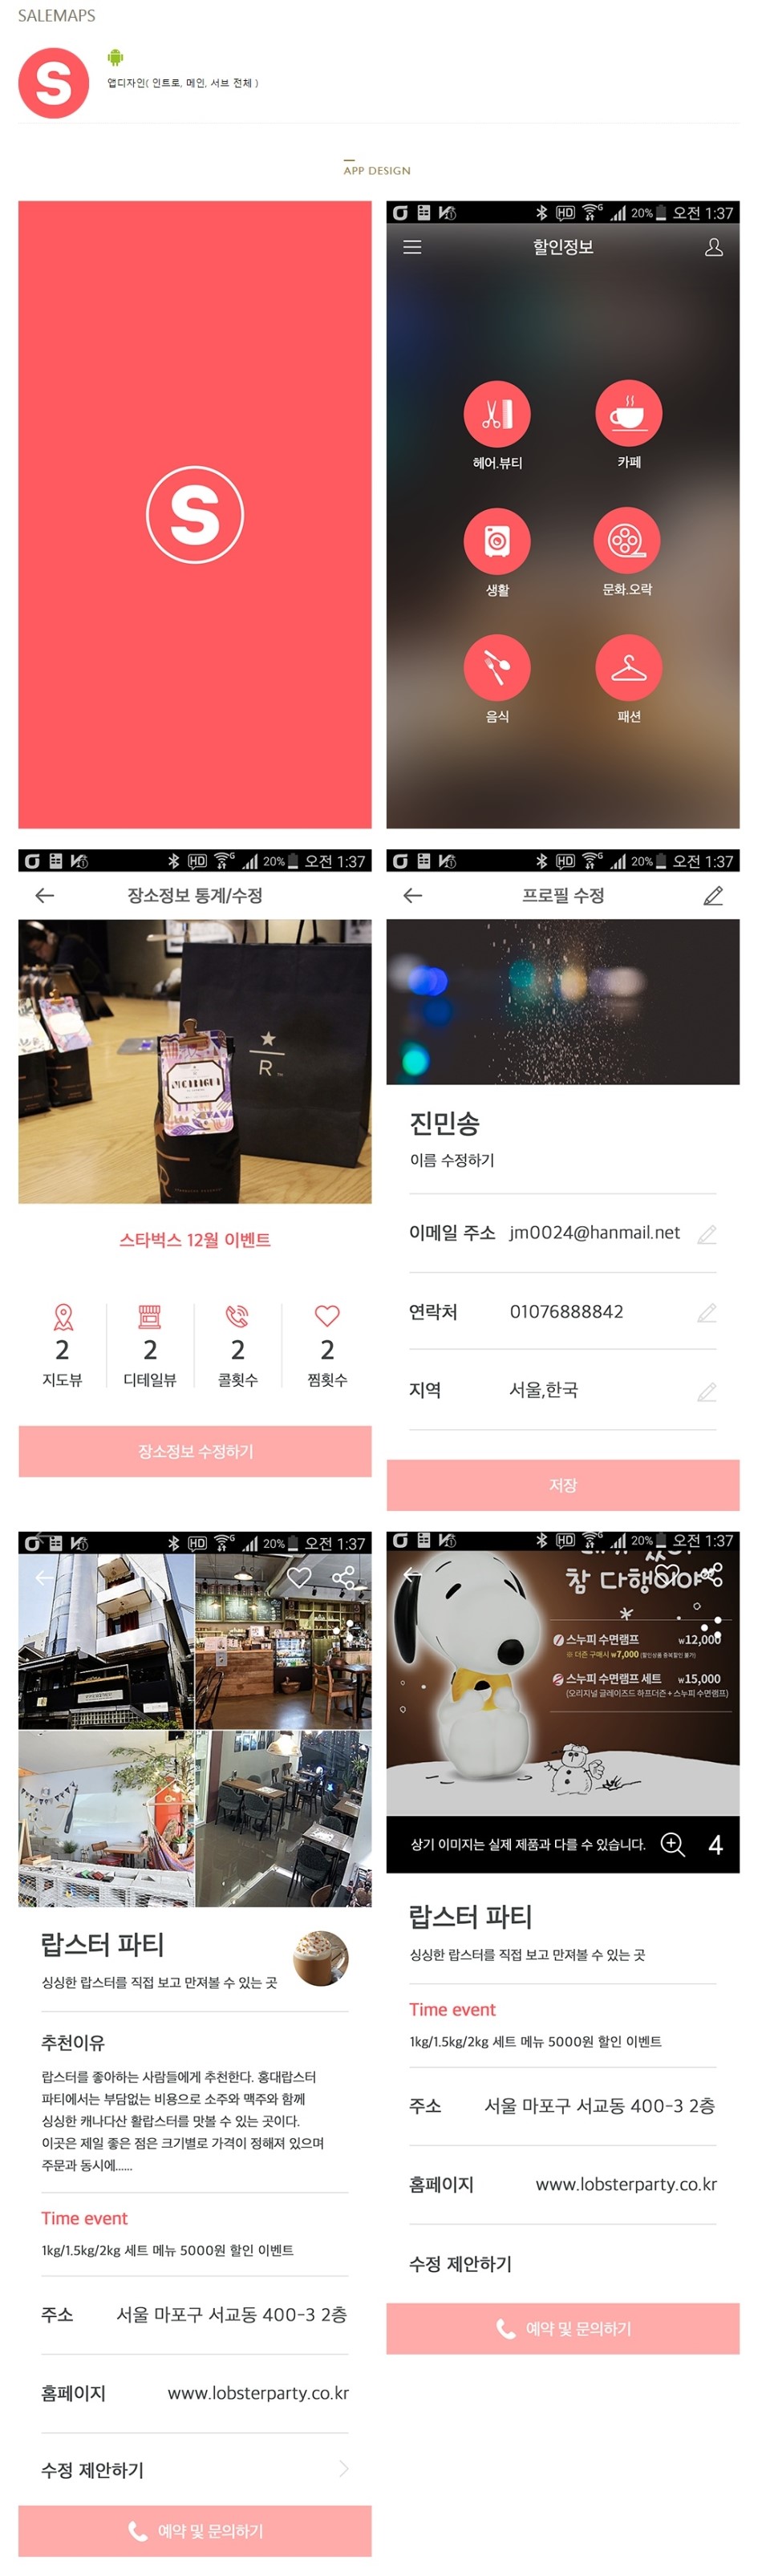 SALEMAPS
S
앱디자인( 인트로, 메인, 서브 전체 )
APP DESIGN
S
HD 20% 오전 1:37
할인정보
헤어.뷰티
카페
생활
문화.오락
음식
패션
HD 20% 오전 1:37
장소정보 통계/수정
R
스타벅스 12월 이벤트
2 2 2 2
지도뷰 디테일뷰 콜횟수 찜횟수
장소정보 수정하기
HD 20% 오전 1:37
프로필 수정
진민송
이름 수정하기
이메일 주소 jm0024@hanmail.net
연락처 01076888842
지역 서울,한국
저장
HD 20% 오전 1:37
랍스터 파티
싱싱한 랍스터를 직접 보고 만져볼 수 있는 곳
추천이유
랍스터를 좋아하는 사람들에게 추천한다. 홍대랍스터
파티에서는 부담없는 비용으로 소주와 맥주와 함께
싱싱한 캐나다산 활랍스터를 맛볼 수 있는 곳이다.
이곳은 제일 좋은 점은 크기별로 가격이 정해져 있으며
주문과 동시에......
Time event
1kg/1.5kg/2kg 세트 메뉴 5000원 할인 이벤트
주소 서울 마포구 서교동 400-3 2층
홈페이지 www.lobsterparty.co.kr
수정 제안하기
예약 및 문의하기
HD 20% 오전 1:37
참 다행이야
스누피 수면램프 ₩12,000
※ 더즌 구매시 ₩7,000 (할인상품 중복할인 불가)
스누피 수면램프 세트 ₩15,000
(오리지널 글레이즈드 하프더즌 + 스누피 수면램프)
상기 이미지는 실제 제품과 다를 수 있습니다. 4
랍스터 파티
싱싱한 랍스터를 직접 보고 만져볼 수 있는 곳
Time event
1kg/1.5kg/2kg 세트 메뉴 5000원 할인 이벤트
주소 서울 마포구 서교동 400-3 2층
홈페이지 www.lobsterparty.co.kr
수정 제안하기
예약 및 문의하기